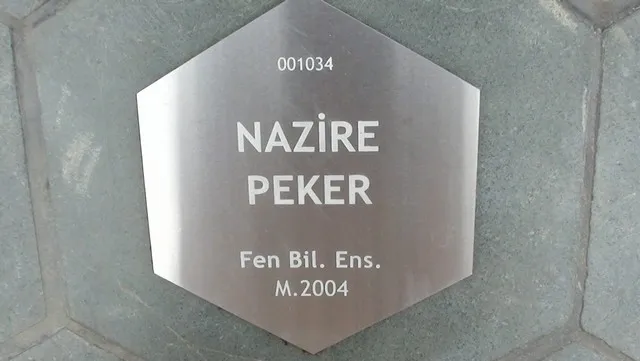 001034
NAZİRE
PEKER
Fen Bil. Ens.
M.2004